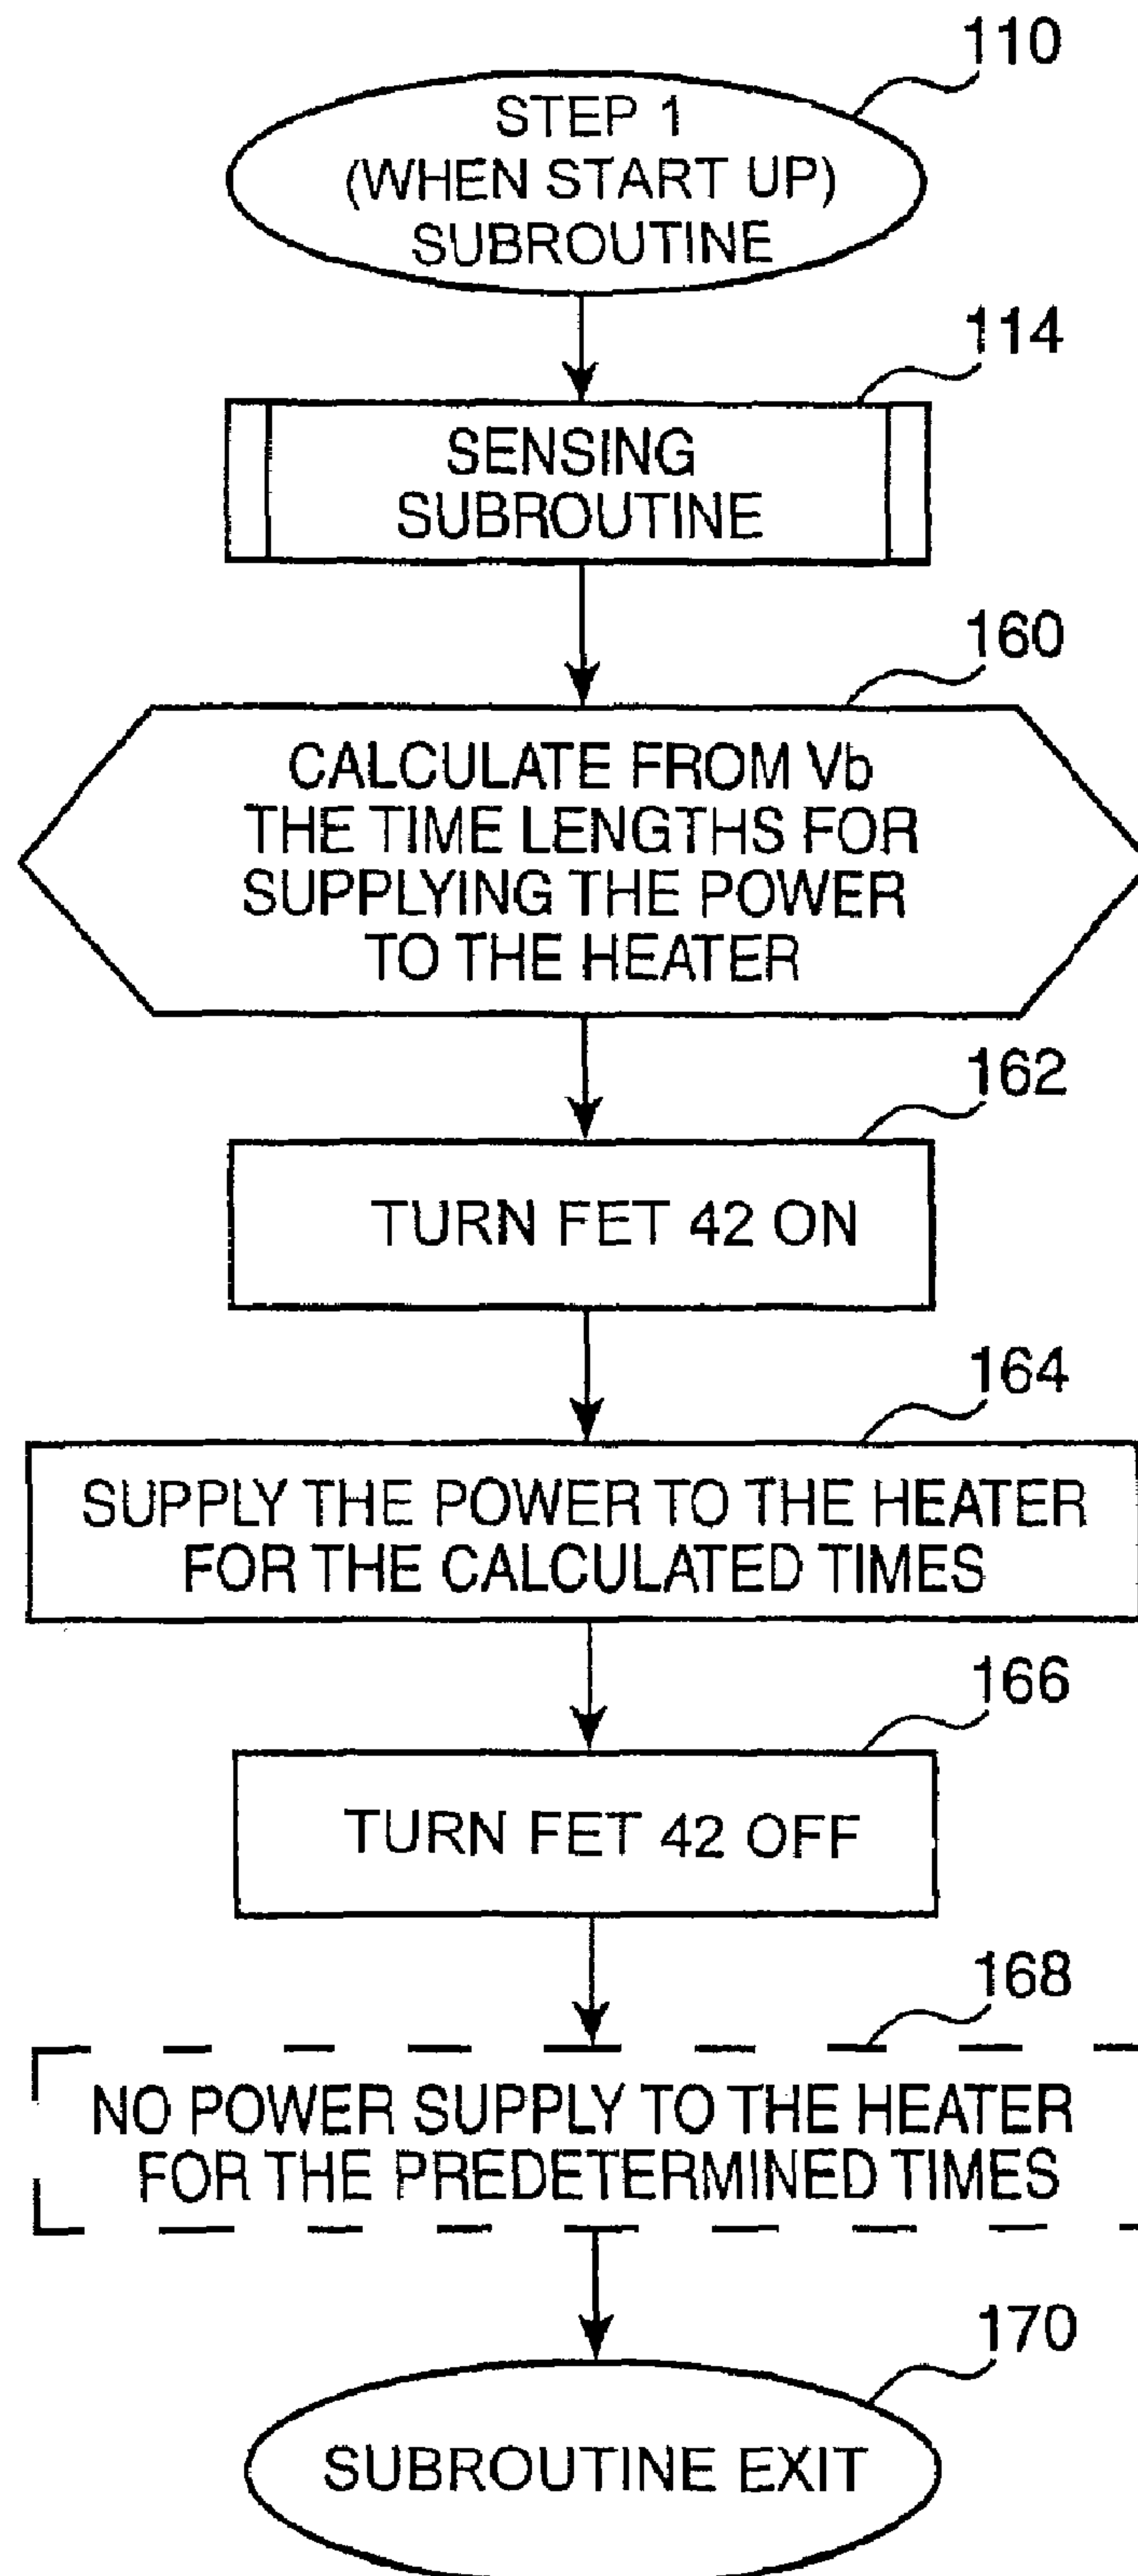 110
STEP 1
(WHEN START UP)
SUBROUTINE
114
SENSING
SUBROUTINE
160
CALCULATE FROM Vb
THE TIME LENGTHS FOR
SUPPLYING THE POWER
TO THE HEATER
162
TURN FET 42 ON
164
SUPPLY THE POWER TO THE HEATER
FOR THE CALCULATED TIMES
166
TURN FET 42 OFF
168
NO POWER SUPPLY TO THE HEATER
FOR THE PREDETERMINED TIMES
170
SUBROUTINE EXIT